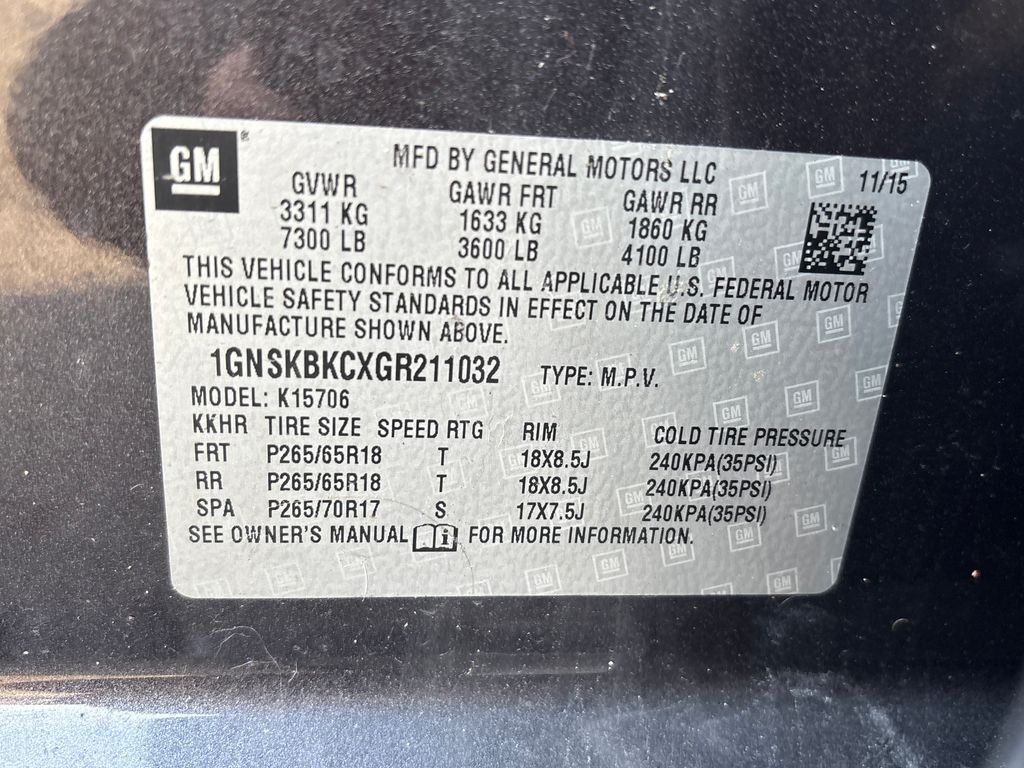 GM ®
MFD BY GENERAL MOTORS LLC 11/15
GVWR GAWR FRT GAWR RR
3311 KG 1633 KG 1860 KG
7300 LB 3600 LB 4100 LB
THIS VEHICLE CONFORMS TO ALL APPLICABLE U.S. FEDERAL MOTOR
VEHICLE SAFETY STANDARDS IN EFFECT ON THE DATE OF
MANUFACTURE SHOWN ABOVE.
1GNSKBKCXGR211032 TYPE: M.P.V.
MODEL: K15706
KKHR TIRE SIZE SPEED RTG RIM COLD TIRE PRESSURE
FRT P265/65R18 T 18X8.5J 240KPA(35PSI)
RR P265/65R18 T 18X8.5J 240KPA(35PSI)
SPA P265/70R17 S 17X7.5J 240KPA(35PSI)
SEE OWNER'S MANUAL i FOR MORE INFORMATION.